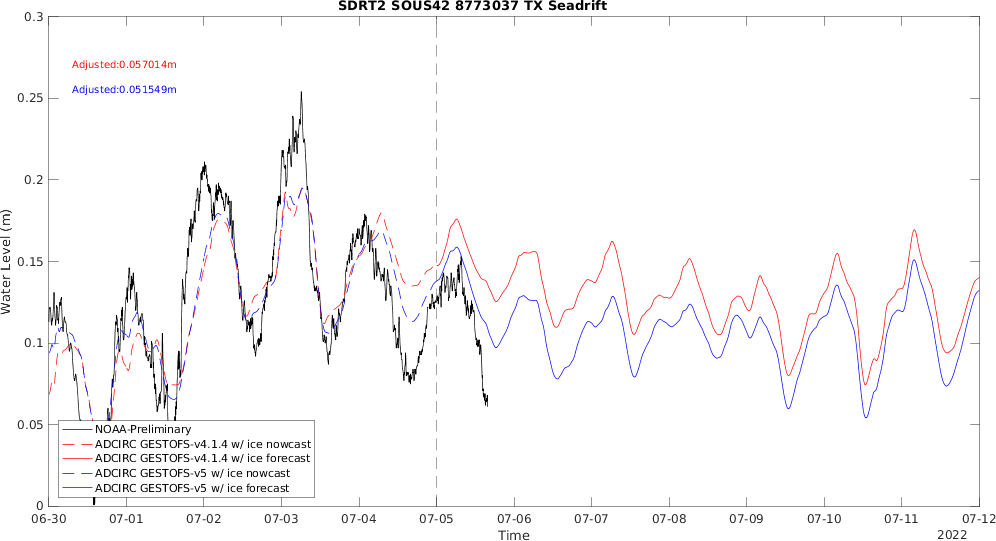 SDRT2 SOUS42 8773037 TX Seadrift
Adjusted:0.057014m
Adjusted:0.051549m
Water Level (m)
0.3
0.25
0.2
0.15
0.1
0.05
0
NOAA-Preliminary
ADCIRC GESTOFS-v4.1.4 w/ ice nowcast
ADCIRC GESTOFS-v4.1.4 w/ ice forecast
ADCIRC GESTOFS-v5 w/ ice nowcast
ADCIRC GESTOFS-v5 w/ ice forecast
06-30 07-01 07-02 07-03 07-04 07-05 07-06 07-07 07-08 07-09 07-10 07-11 07-12
Time
2022